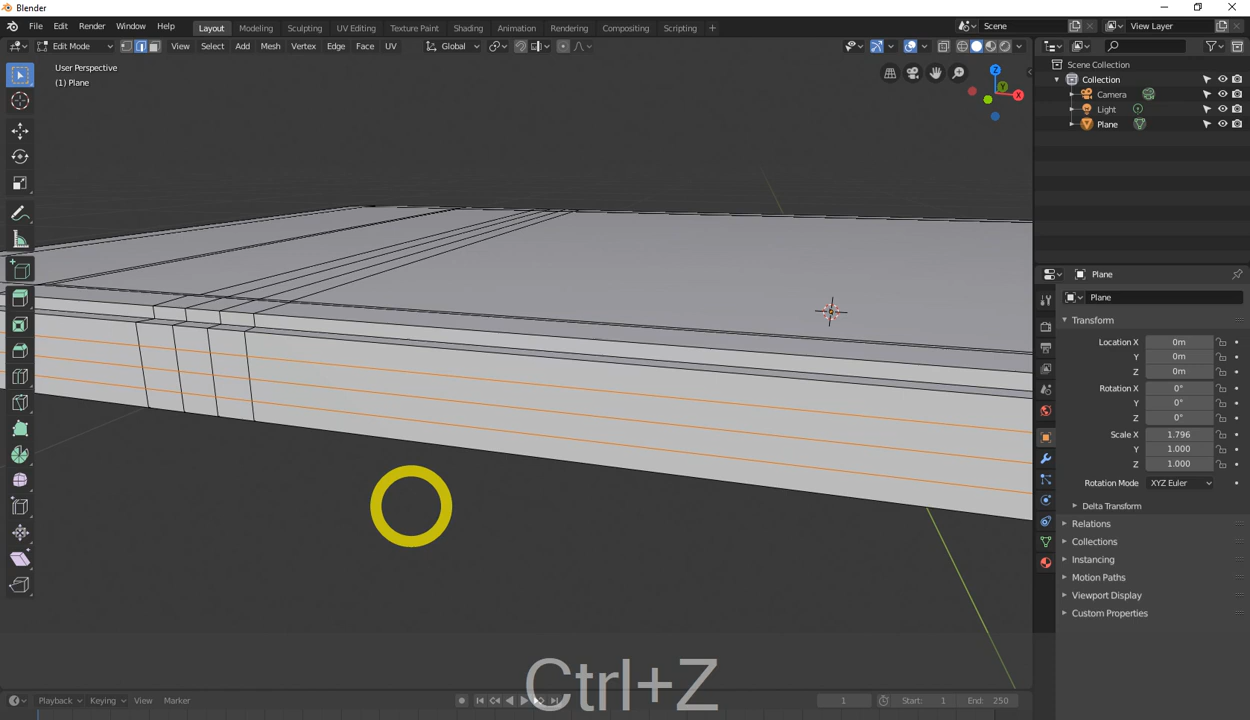 Blender
File Edit Render Window Help
Layout Modeling Sculpting UV Editing Texture Paint Shading Animation Rendering Compositing Scripting +
Scene
View Layer
Edit Mode View Select Add Mesh Vertex Edge Face UV Global
User Perspective
(1) Plane
Z
Y
X
Scene Collection
Collection
Camera
Light
Plane
Plane
Plane
Transform
Location X 0m
Y 0m
Z 0m
Rotation X 0°
Y 0°
Z 0°
Scale X 1.796
Y 1.000
Z 1.000
Rotation Mode XYZ Euler
Delta Transform
Relations
Collections
Instancing
Motion Paths
Viewport Display
Custom Properties
Ctrl+Z
Playback Keying View Marker 1 Start: 1 End: 250